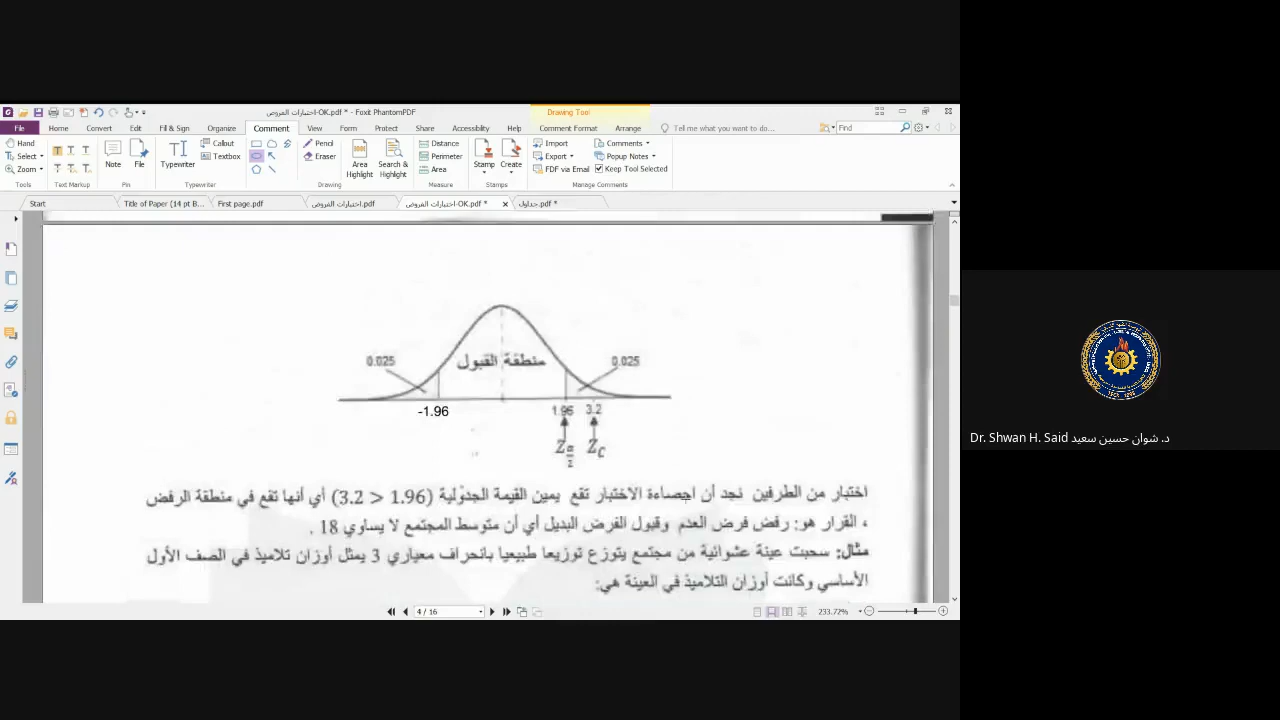 اختبارات الفروض-OK.pdf * - Foxit PhantomPDF
Drawing Tool
File Home Convert Edit Fill & Sign Organize Comment View Form Protect Share Accessibility Help Comment Format Arrange Tell me what you want to do... Find
Hand
Select
Zoom
Tools
Text Markup
Note
File
Pin
Typewriter
Callout
Textbox
Typewriter
Pencil
Eraser
Drawing
Area Highlight
Search & Highlight
Distance
Perimeter
Area
Measure
Stamp
Create
Stamps
Import
Export
FDF via Email
Comments
Popup Notes
Keep Tool Selected
Manage Comments
Start Title of Paper (14 pt B... First page.pdf اختبارات الفروض.pdf اختبارات الفروض-OK.pdf * جداول.pdf *
0.025 منطقة القبول 0.025
-1.96 1.96 3.2
Zα/2 ZC
اختبار من الطرفين نجد أن إحصاءة الاختبار تقع يمين القيمة الجدولية (3.2 > 1.96) أي أنها تقع في منطقة الرفض
، القرار هو: رفض فرض العدم وقبول الفرض البديل أي أن متوسط المجتمع لا يساوي 18 .
مثال: سحبت عينة عشوائية من مجتمع يتوزع توزيعا طبيعيا بانحراف معياري 3 يمثل أوزان تلاميذ في الصف الأول
الأساسي وكانت أوزان التلاميذ في العينة هي:
4 / 16
233.72%
Dr. Shwan H. Said د. شوان حسين سعيد